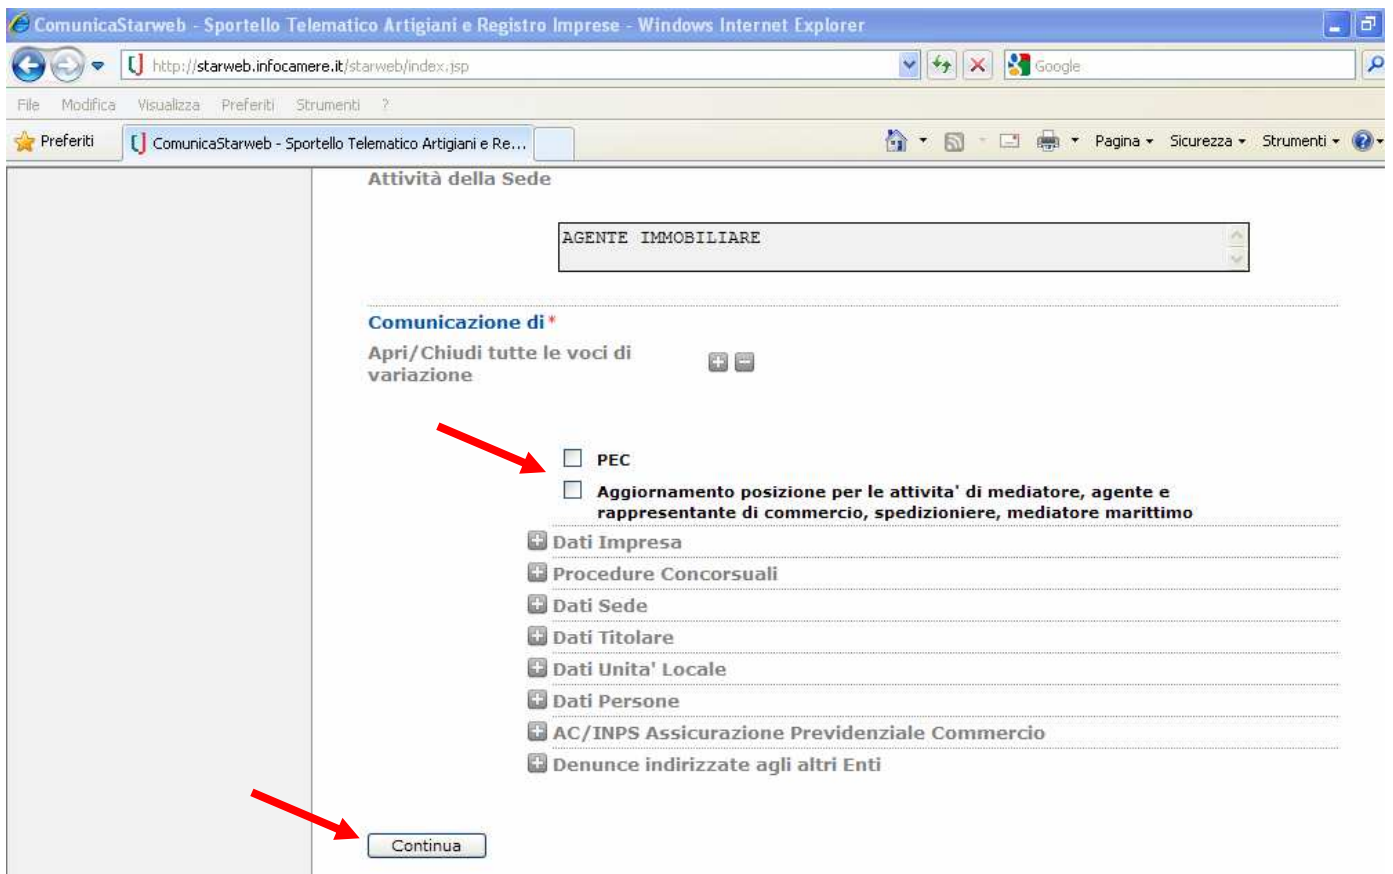 ComunicaStarweb - Sportello Telematico Artigiani e Registro Imprese - Windows Internet Explorer
http://starweb.infocamere.it/starweb/index.jsp
Google
File Modifica Visualizza Preferiti Strumenti ?
Preferiti
ComunicaStarweb - Sportello Telematico Artigiani e Re...
Pagina
Sicurezza
Strumenti
Attività della Sede
AGENTE IMMOBILIARE
Comunicazione di*
Apri/Chiudi tutte le voci di
variazione
PEC
Aggiornamento posizione per le attivita' di mediatore, agente e
rappresentante di commercio, spedizioniere, mediatore marittimo
Dati Impresa
Procedure Concorsuali
Dati Sede
Dati Titolare
Dati Unita' Locale
Dati Persone
AC/INPS Assicurazione Previdenziale Commercio
Denunce indirizzate agli altri Enti
Continua